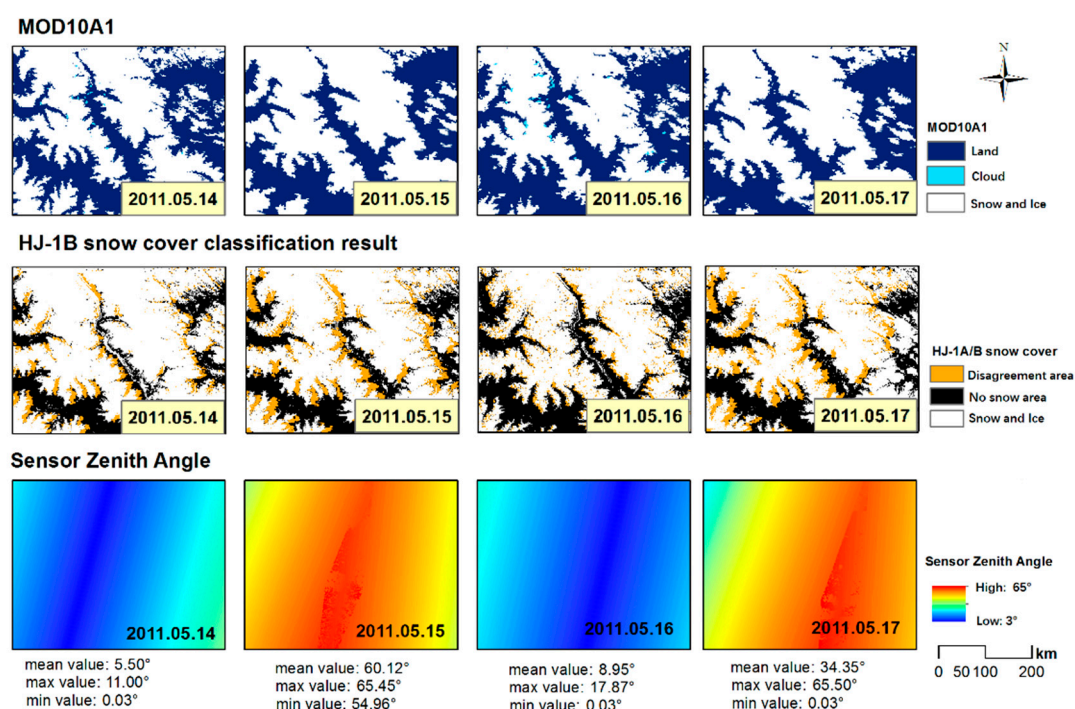 MOD10A1
N
2011.05.14
2011.05.15
2011.05.16
2011.05.17
MOD10A1
Land
Cloud
Snow and Ice
HJ-1B snow cover classification result
2011.05.14
2011.05.15
2011.05.16
2011.05.17
HJ-1A/B snow cover
Disagreement area
No snow area
Snow and Ice
Sensor Zenith Angle
2011.05.14
2011.05.15
2011.05.16
2011.05.17
Sensor Zenith Angle
High: 65°
Low: 3°
km
0 50 100 200
mean value: 5.50°
max value: 11.00°
min value: 0.03°
mean value: 60.12°
max value: 65.45°
min value: 54.96°
mean value: 8.95°
max value: 17.87°
min value: 0.03°
mean value: 34.35°
max value: 65.50°
min value: 0.03°